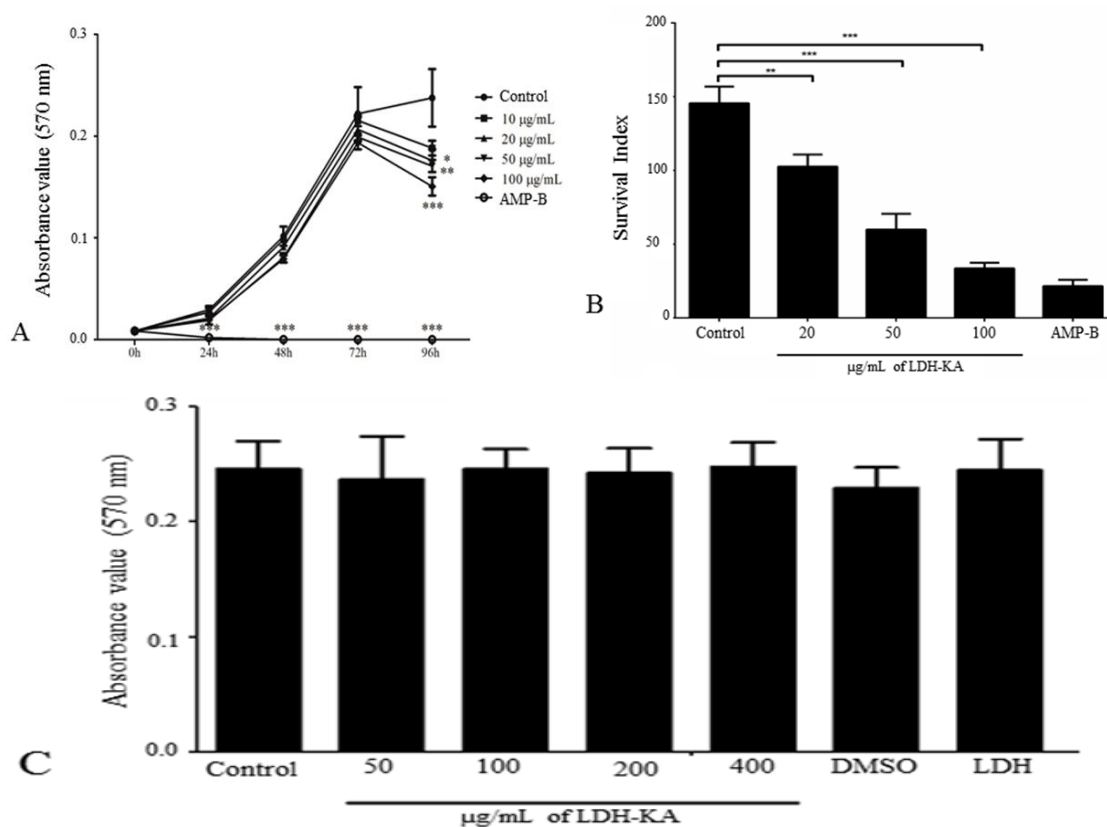 0.3
0.2
0.1
0.0
Absorbance value (570 nm)
Control
10 µg/mL
20 µg/mL
50 µg/mL
100 µg/mL
AMP-B
*
**
***
*** *** *** ***
0h 24h 48h 72h 96h
A
200
150
100
50
0
Survival Index
***
***
**
Control 20 50 100 AMP-B
µg/mL of LDH-KA
B
0.3
0.2
0.1
0.0
Absorbance value (570 nm)
Control 50 100 200 400 DMSO LDH
µg/mL of LDH-KA
C